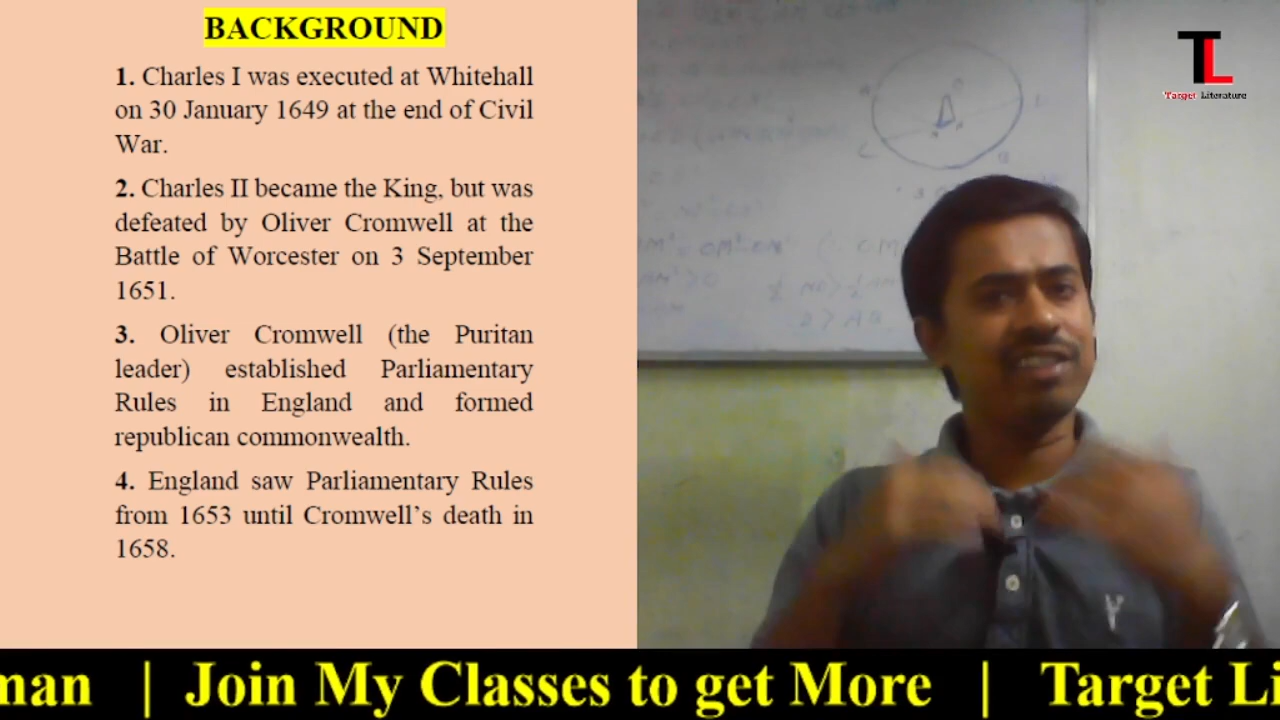 BACKGROUND
1. Charles I was executed at Whitehall
on 30 January 1649 at the end of Civil
War.
2. Charles II became the King, but was
defeated by Oliver Cromwell at the
Battle of Worcester on 3 September
1651.
3. Oliver Cromwell (the Puritan
leader) established Parliamentary
Rules in England and formed
republican commonwealth.
4. England saw Parliamentary Rules
from 1653 until Cromwell's death in
1658.
TL
Target Literature
man | Join My Classes to get More | Target Li